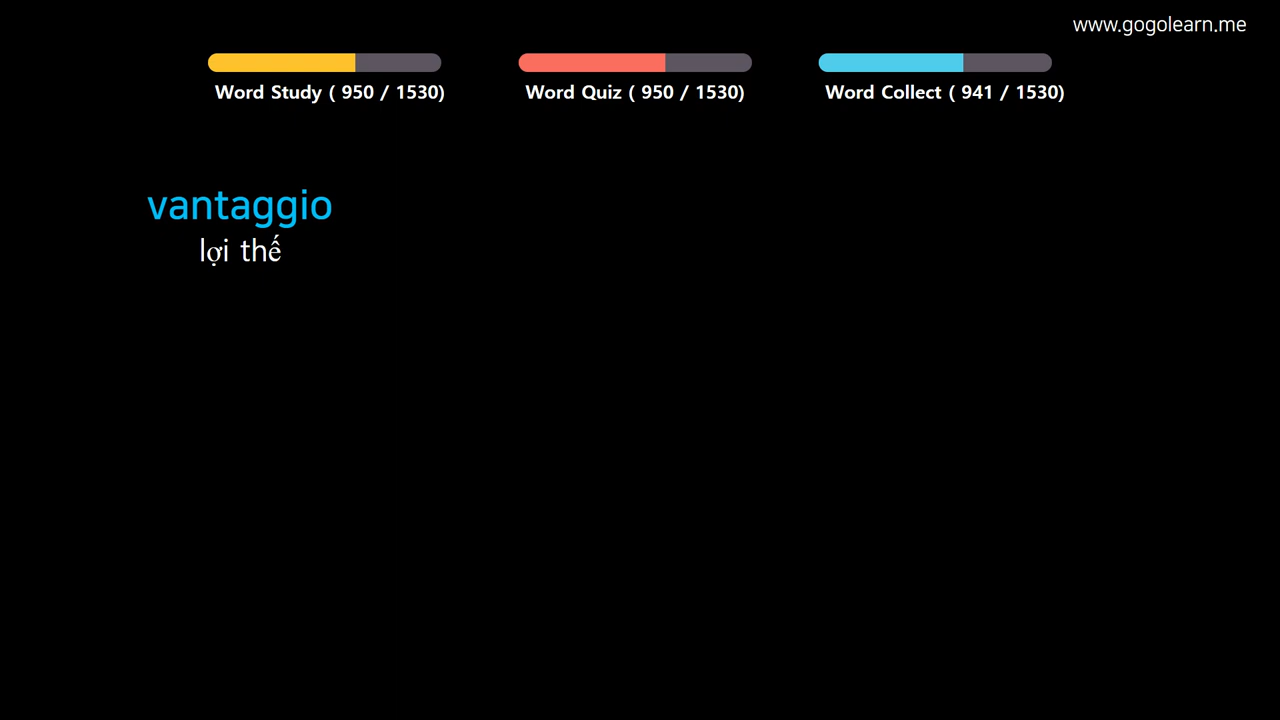 www.gogolearn.me
Word Study ( 950 / 1530)
Word Quiz ( 950 / 1530)
Word Collect ( 941 / 1530)
vantaggio
lợi thế